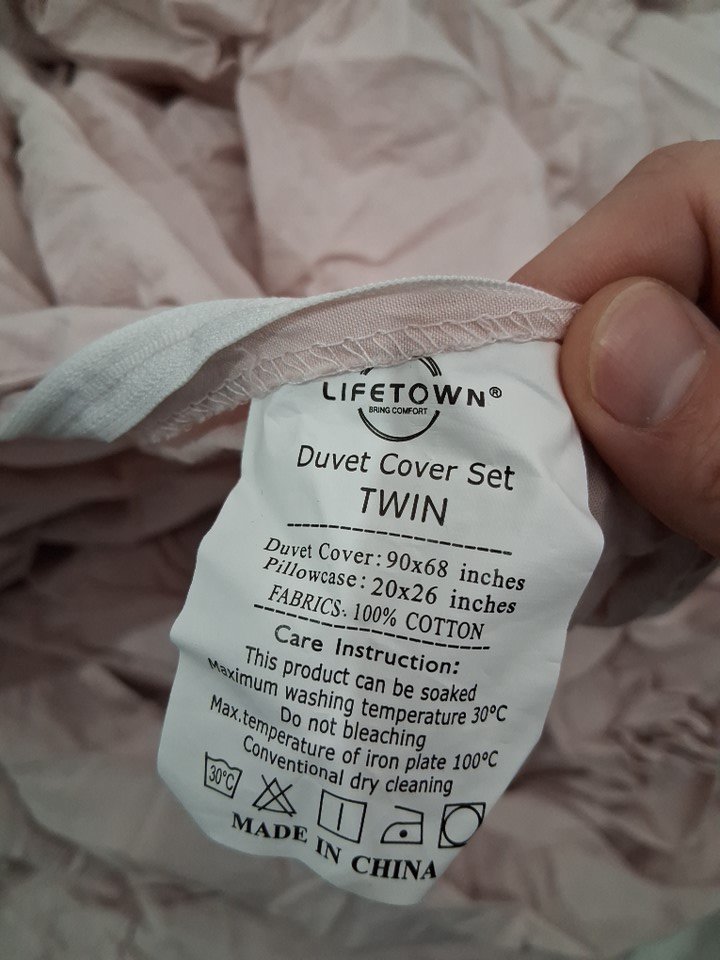 LIFETOWN®
BRING COMFORT
Duvet Cover Set
TWIN
Duvet Cover: 90x68 inches
Pillowcase: 20x26 inches
FABRICS: 100% COTTON
Care Instruction:
This product can be soaked
Maximum washing temperature 30°C
Do not bleaching
Max.temperature of iron plate 100°C
Conventional dry cleaning
30°C
MADE IN CHINA